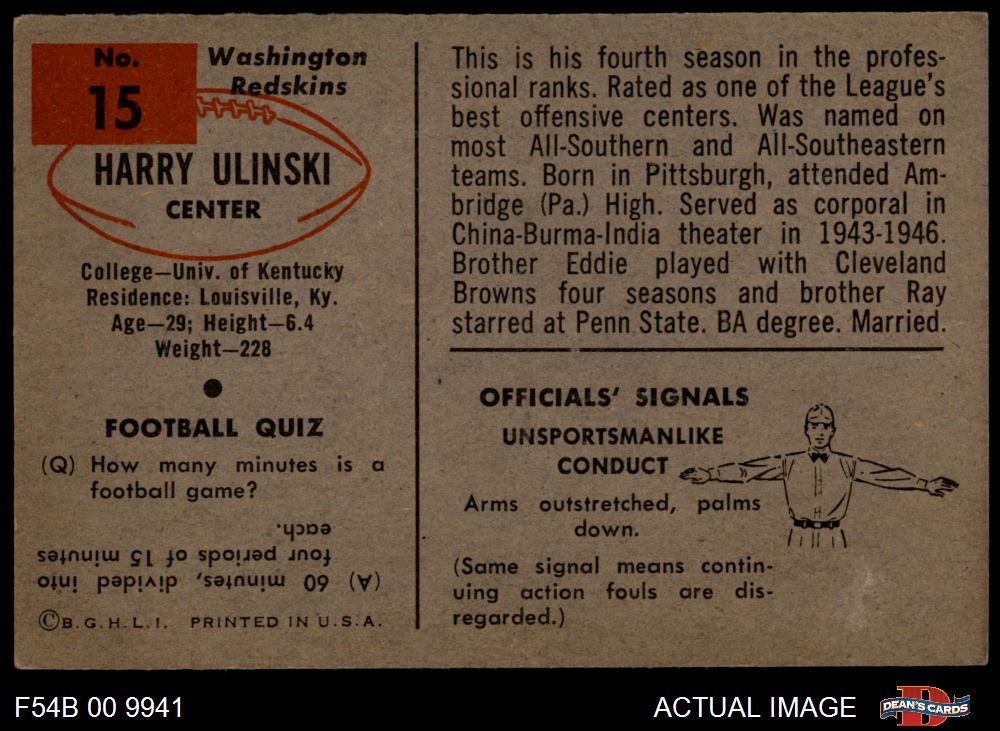 No.
15
Washington
Redskins
HARRY ULINSKI
CENTER
College—Univ. of Kentucky
Residence: Louisville, Ky.
Age—29; Height—6.4
Weight—228
FOOTBALL QUIZ
(Q) How many minutes is a
football game?
(A) 60 minutes, divided into
four periods of 15 minutes
each.
©B.G.H.L.I. PRINTED IN U.S.A.
This is his fourth season in the profes-
sional ranks. Rated as one of the League's
best offensive centers. Was named on
most All-Southern and All-Southeastern
teams. Born in Pittsburgh, attended Am-
bridge (Pa.) High. Served as corporal in
China-Burma-India theater in 1943-1946.
Brother Eddie played with Cleveland
Browns four seasons and brother Ray
starred at Penn State. BA degree. Married.
OFFICIALS' SIGNALS
UNSPORTSMANLIKE
CONDUCT
Arms outstretched, palms
down.
(Same signal means contin-
uing action fouls are dis-
regarded.)
F54B 00 9941
ACTUAL IMAGE
D
DEAN'S CARDS